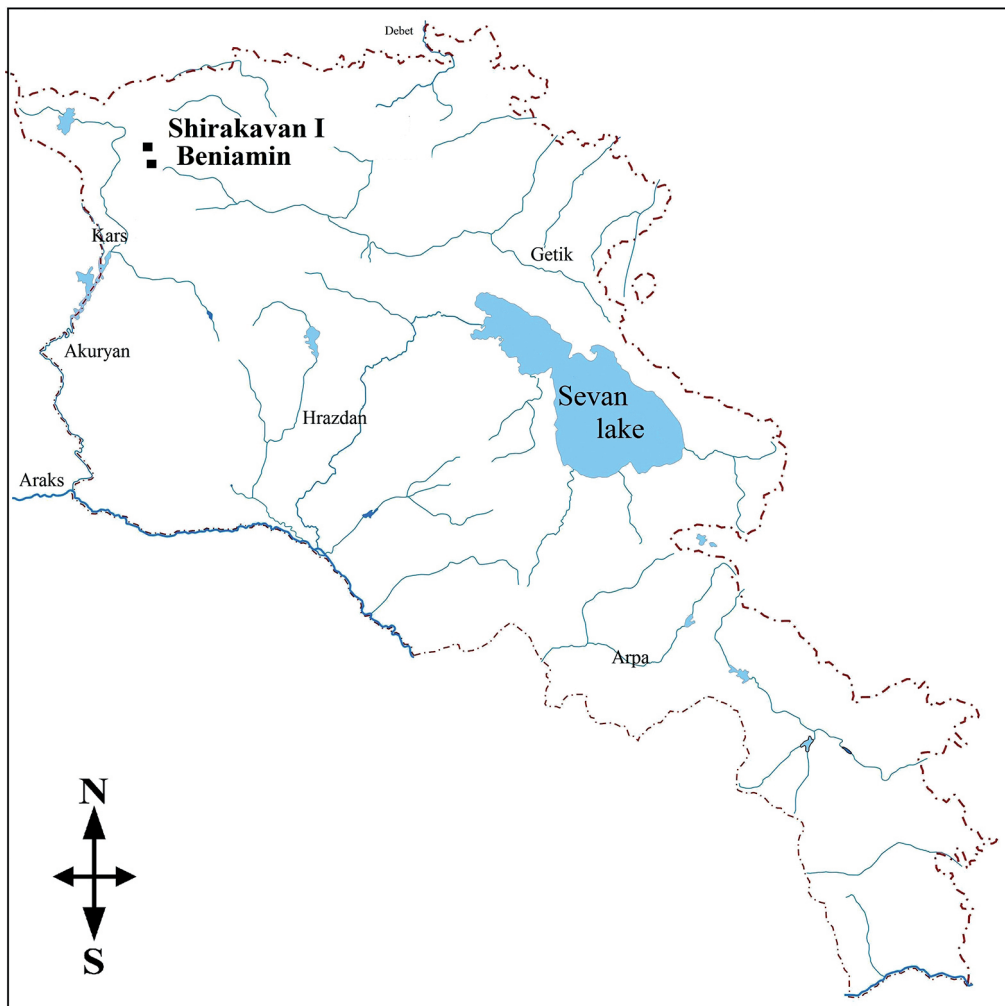 Debet
Shirakavan I
Beniamin
Kars
Getik
Akuryan
Sevan
lake
Hrazdan
Araks
Arpa
N
S